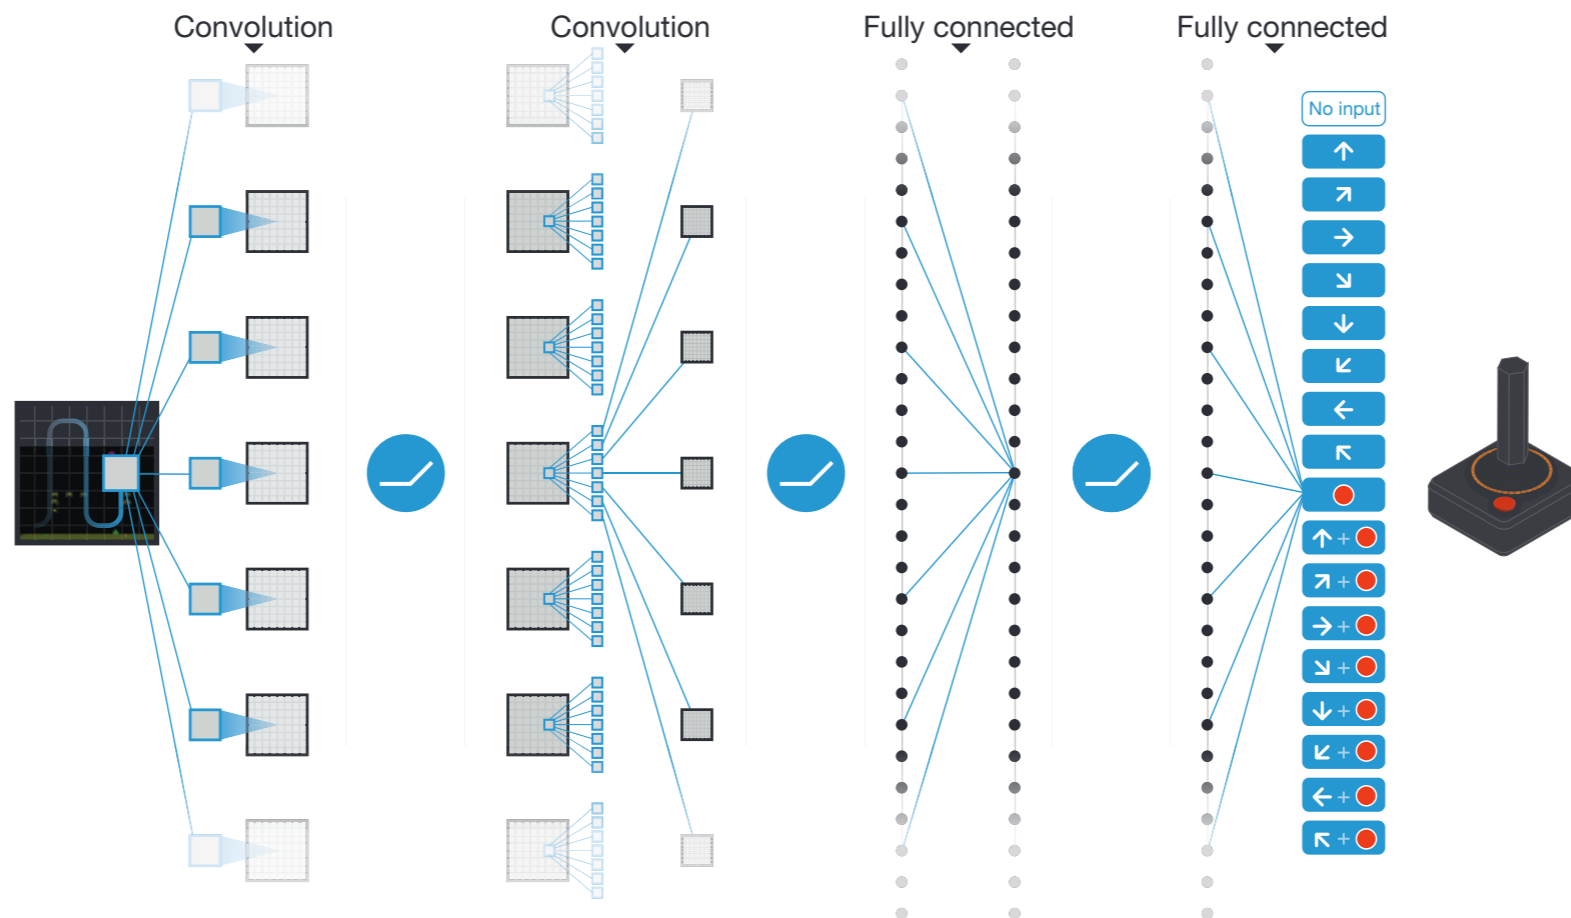 Convolution
Convolution
Fully connected
Fully connected
No input
+
+
+
+
+
+
+
+